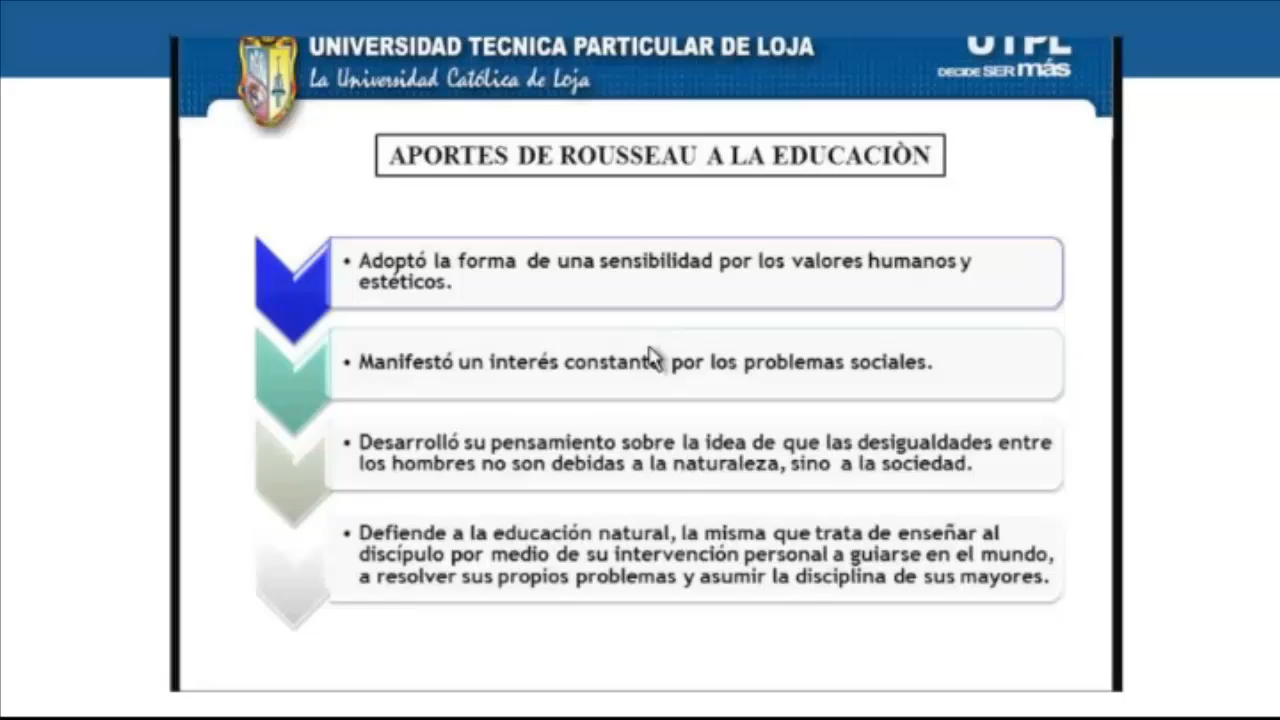 UNIVERSIDAD TECNICA PARTICULAR DE LOJA
La Universidad Católica de Loja
UTPL
DECIDE SER más
APORTES DE ROUSSEAU A LA EDUCACIÒN
• Adoptó la forma de una sensibilidad por los valores humanos y
estéticos.
• Manifestó un interés constante por los problemas sociales.
• Desarrolló su pensamiento sobre la idea de que las desigualdades entre
los hombres no son debidas a la naturaleza, sino a la sociedad.
• Defiende a la educación natural, la misma que trata de enseñar al
discípulo por medio de su intervención personal a guiarse en el mundo,
a resolver sus propios problemas y asumir la disciplina de sus mayores.